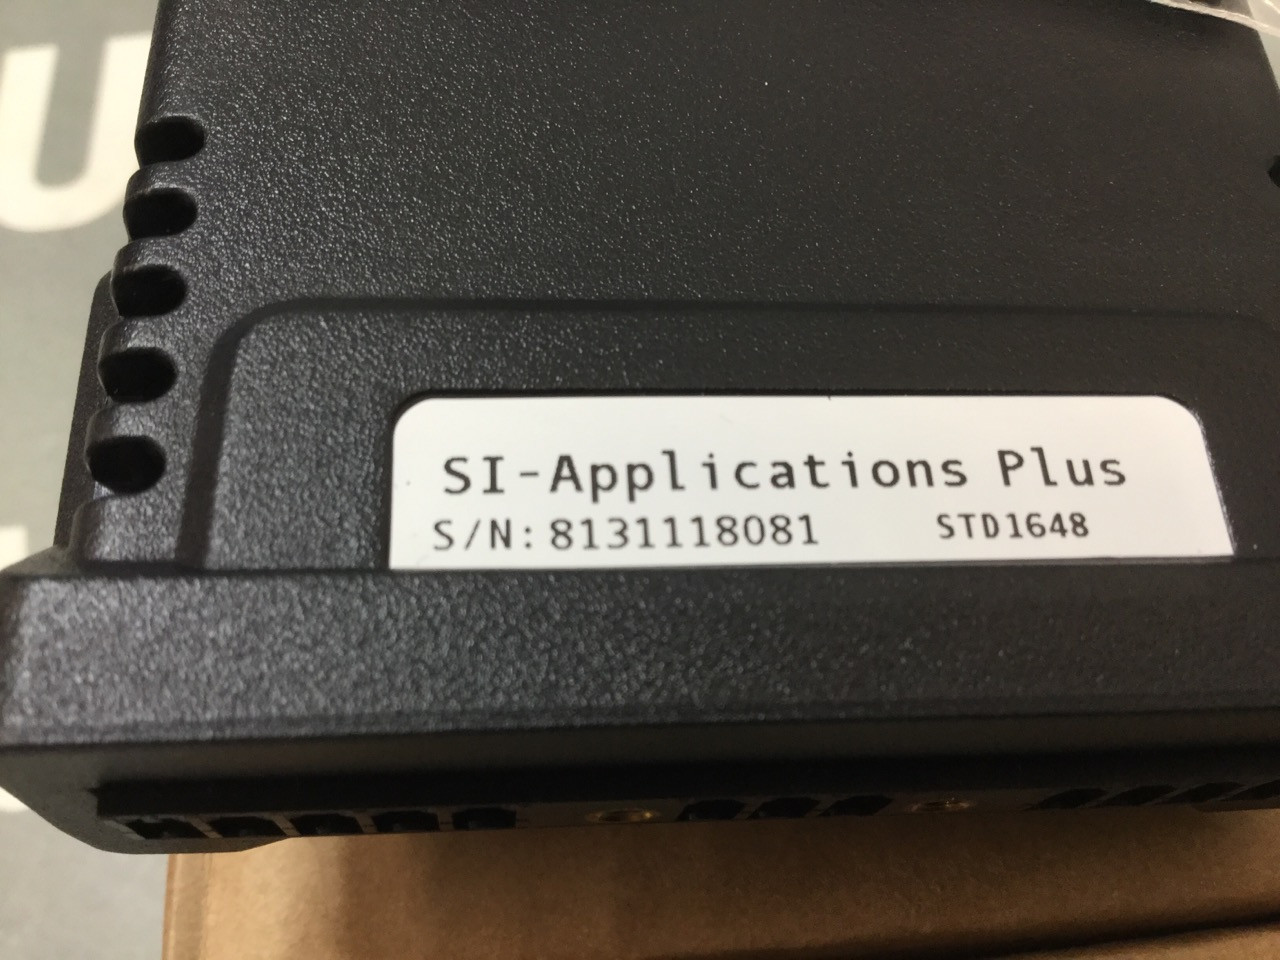 U
SI-Applications Plus
S/N:8131118081 STD1648